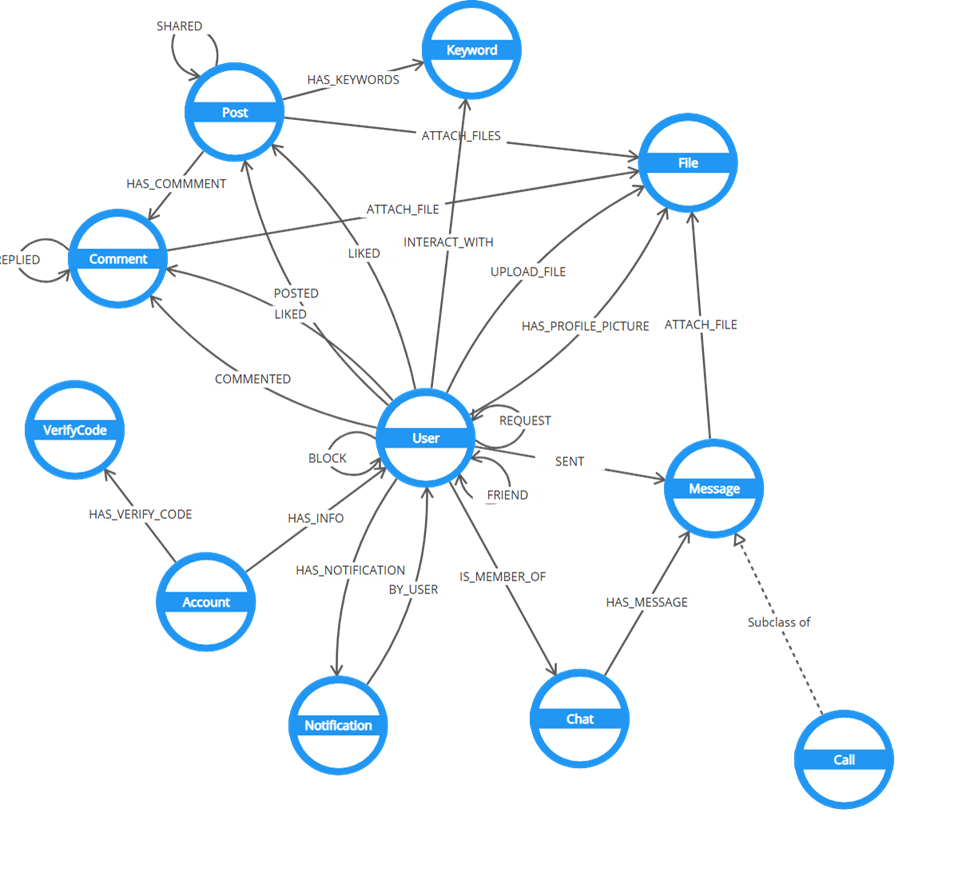 SHARED
Keyword
HAS_KEYWORDS
Post
ATTACH_FILES
File
HAS_COMMMENT
ATTACH_FILE
INTERACT_WITH
LIKED
REPLIED
Comment
UPLOAD_FILE
POSTED
LIKED
HAS_PROFILE_PICTURE
ATTACH_FILE
COMMENTED
REQUEST
VerifyCode
User
BLOCK
SENT
Message
FRIEND
HAS_VERIFY_CODE
HAS_INFO
HAS_NOTIFICATION
IS_MEMBER_OF
BY_USER
Account
HAS_MESSAGE
Subclass of
Notification
Chat
Call